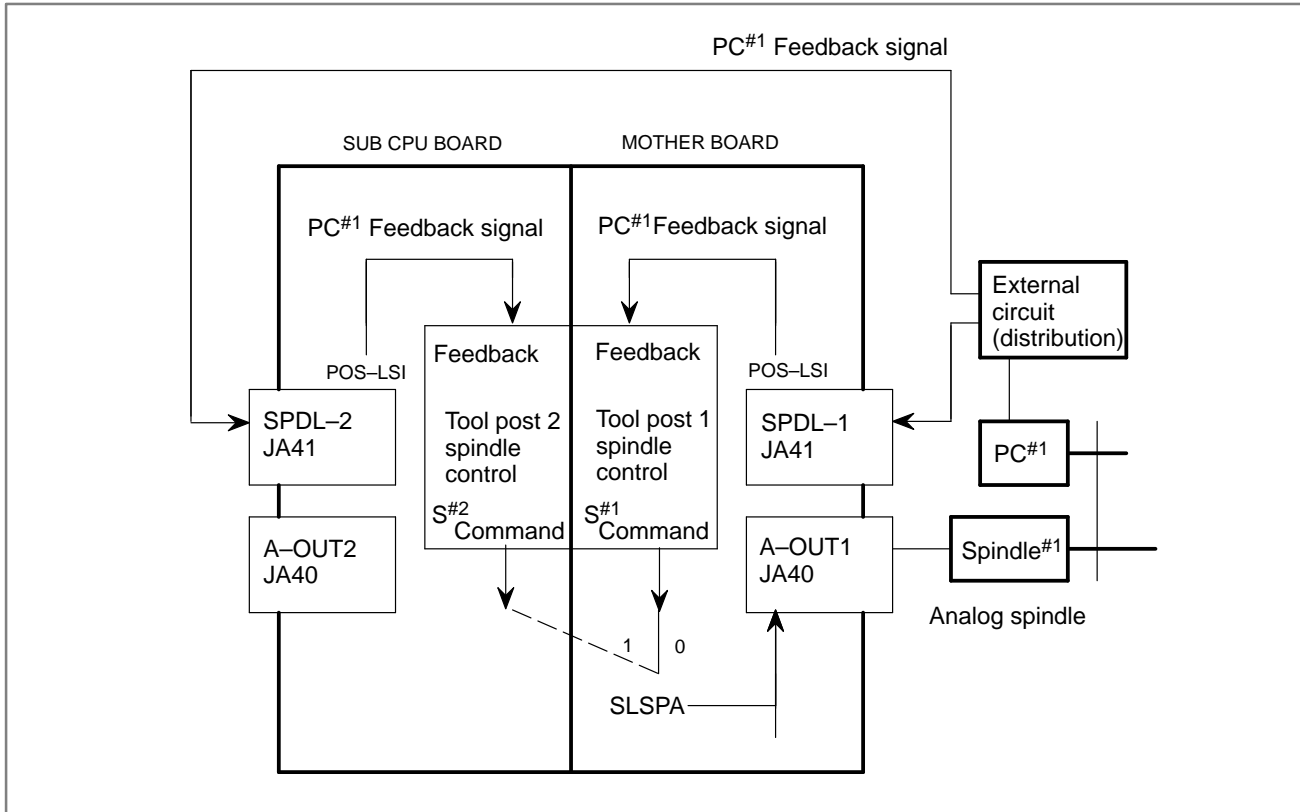 PC#1 Feedback signal
SUB CPU BOARD
MOTHER BOARD
PC#1 Feedback signal
PC#1Feedback signal
External
circuit
(distribution)
Feedback
Feedback
POS–LSI
POS–LSI
SPDL–2
JA41
Tool post 2
spindle
control
Tool post 1
spindle
control
SPDL–1
JA41
PC#1
S#2
Command
S#1
Command
A–OUT2
JA40
A–OUT1
JA40
Spindle#1
Analog spindle
1
0
SLSPA